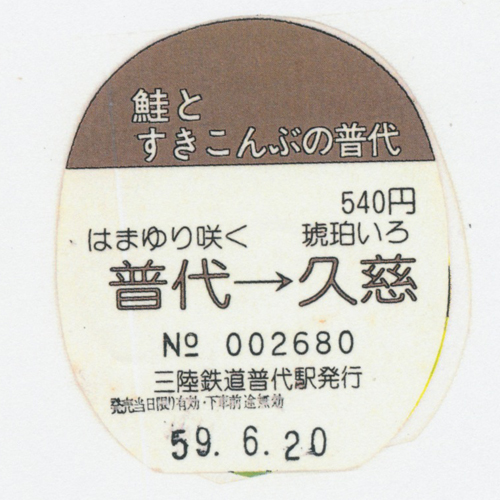 鮭と
すきこんぶの普代
540円
はまゆり咲く 琥珀いろ
普代→久慈
№ 002680
三陸鉄道普代駅発行
発売当日限り有効・下車前途無効
59. 6. 20